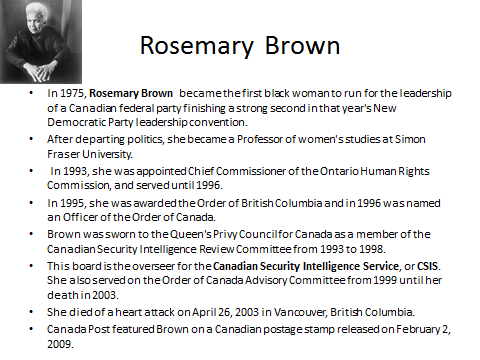 Rosemary Brown
• In 1975, Rosemary Brown became the first black woman to run for the leadership
of a Canadian federal party finishing a strong second in that year's New
Democratic Party leadership convention.
• After departing politics, she became a Professor of women's studies at Simon
Fraser University.
• In 1993, she was appointed Chief Commissioner of the Ontario Human Rights
Commission, and served until 1996.
• In 1995, she was awarded the Order of British Columbia and in 1996 was named
an Officer of the Order of Canada.
• Brown was sworn to the Queen's Privy Council for Canada as a member of the
Canadian Security Intelligence Review Committee from 1993 to 1998.
• This board is the overseer for the Canadian Security Intelligence Service, or CSIS.
She also served on the Order of Canada Advisory Committee from 1999 until her
death in 2003.
• She died of a heart attack on April 26, 2003 in Vancouver, British Columbia.
• Canada Post featured Brown on a Canadian postage stamp released on February 2,
2009.